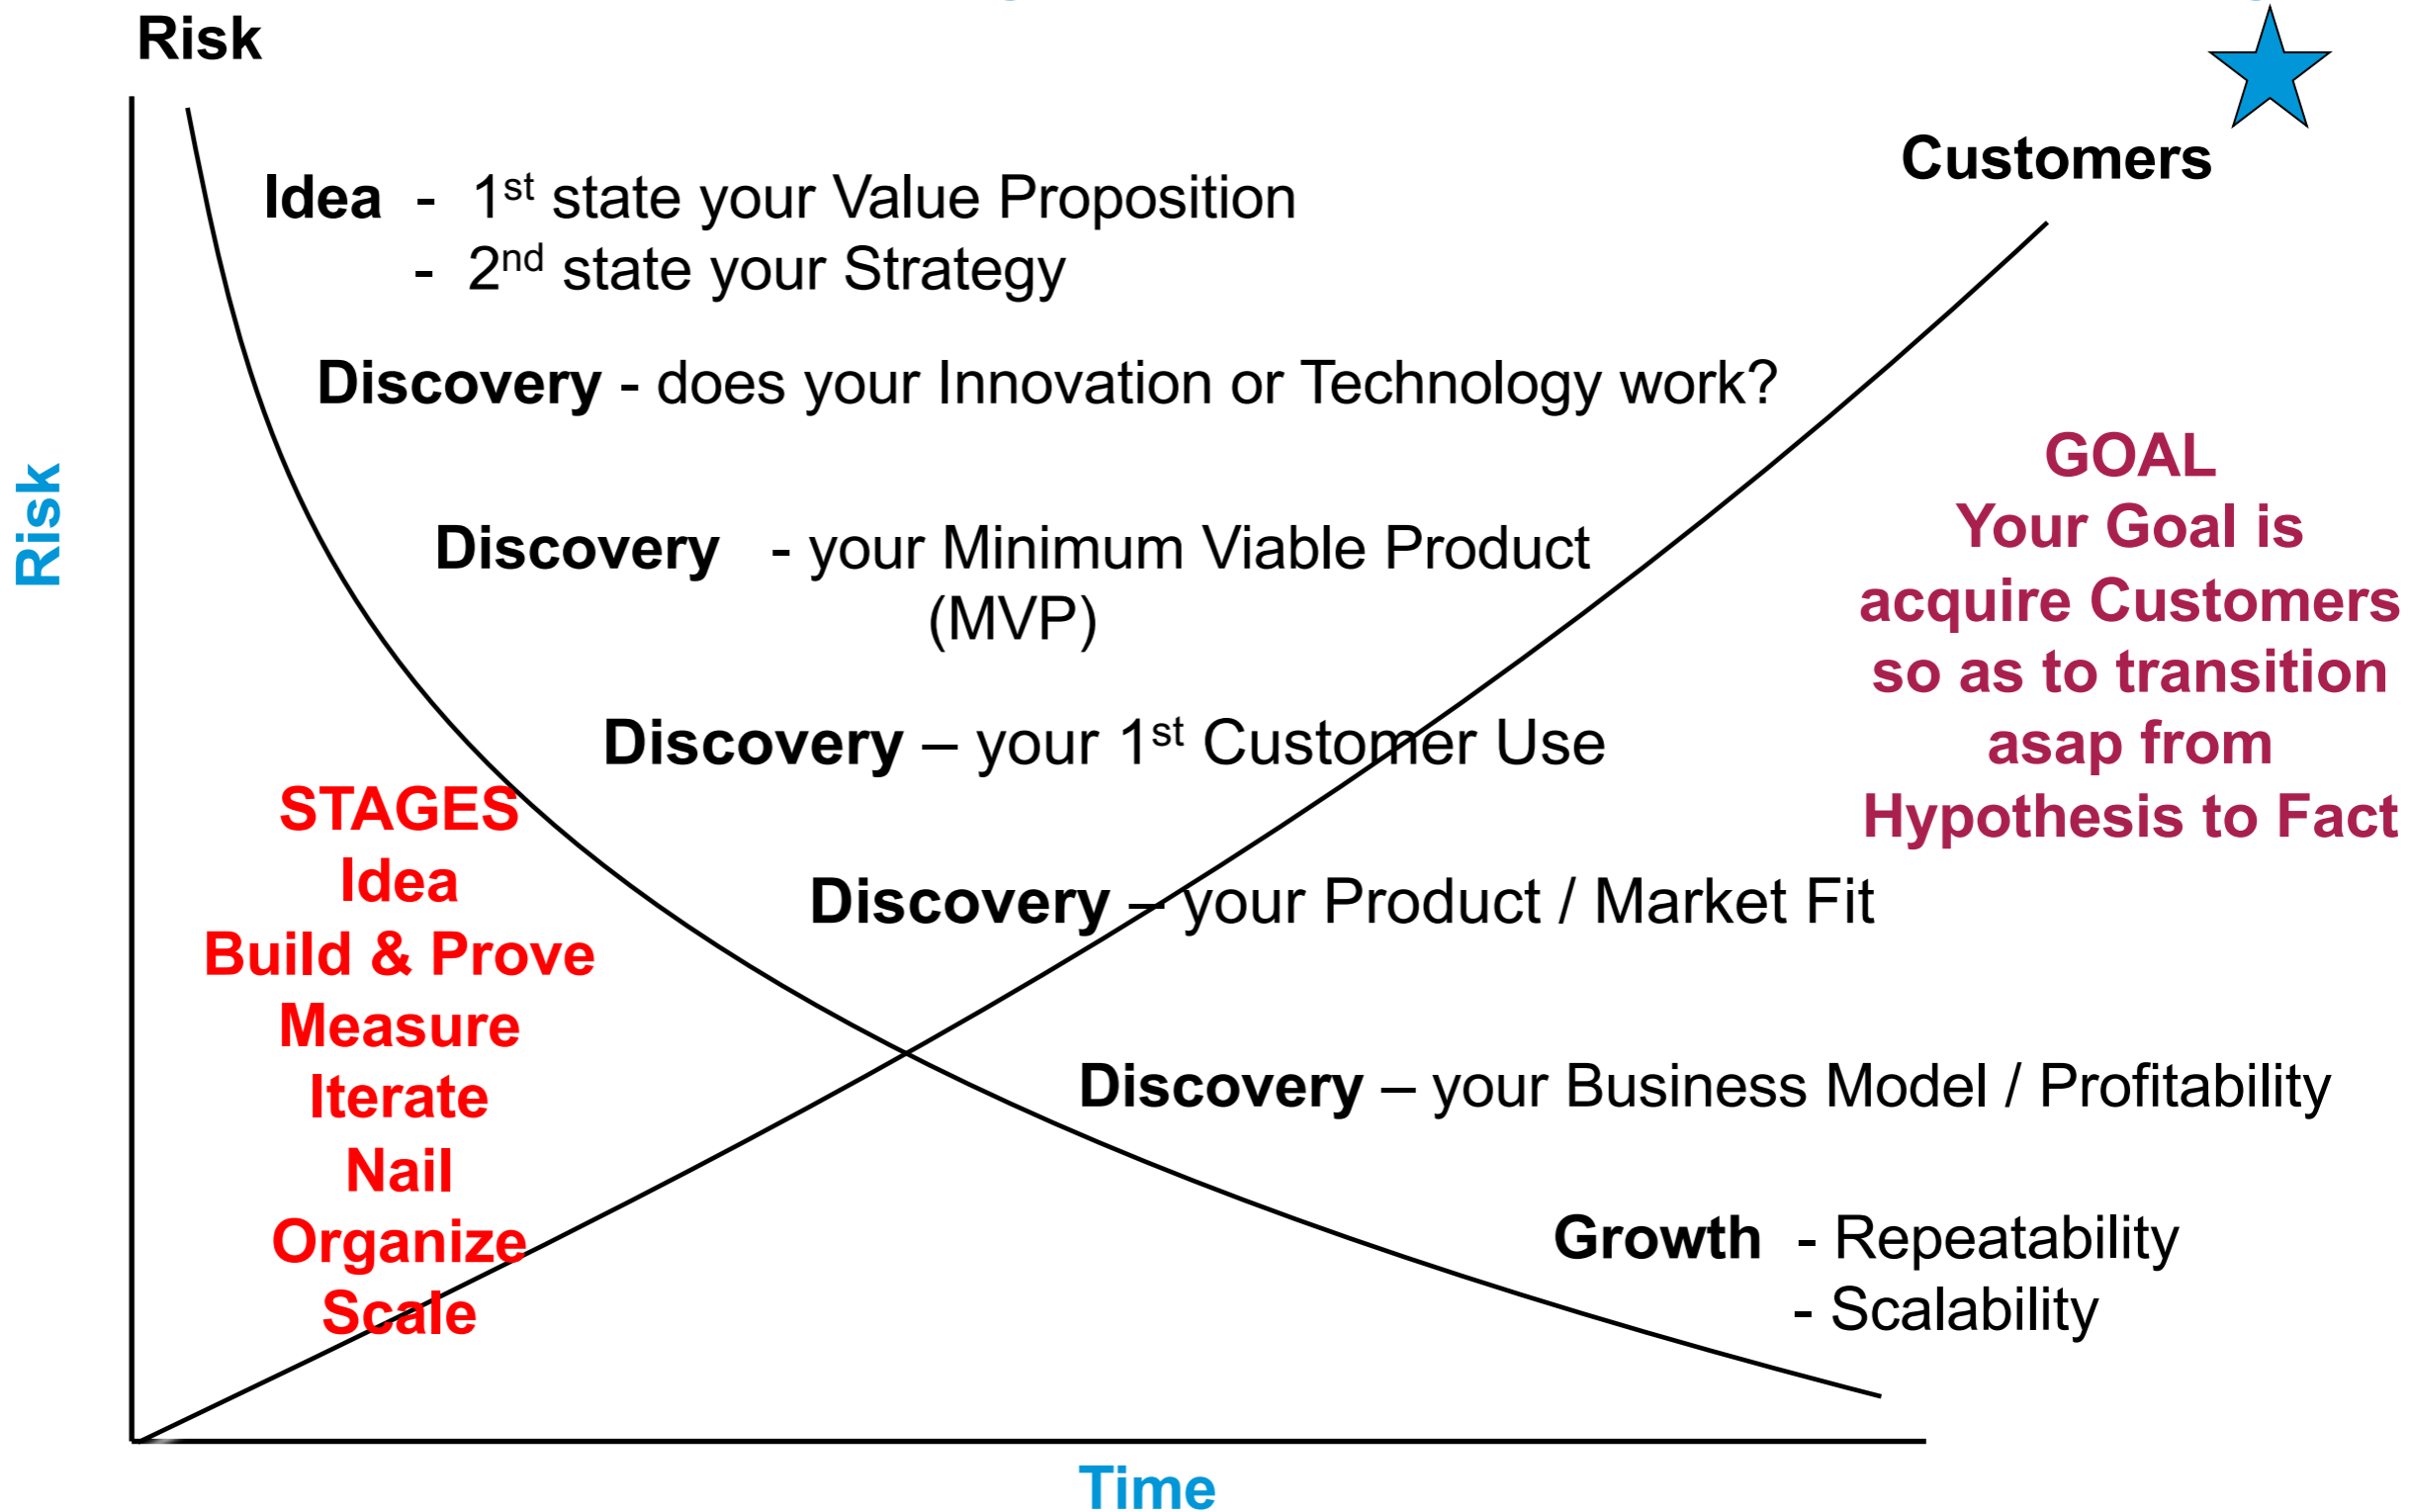 Risk
Customers
Idea - 1st state your Value Proposition
- 2nd state your Strategy
Discovery - does your Innovation or Technology work?
Risk
GOAL
Your Goal is
acquire Customers
so as to transition
asap from
Hypothesis to Fact
Discovery - your Minimum Viable Product
(MVP)
Discovery – your 1st Customer Use
STAGES
Idea
Build & Prove
Measure
Iterate
Nail
Organize
Scale
Discovery – your Product / Market Fit
Discovery – your Business Model / Profitability
Growth - Repeatability
- Scalability
Time